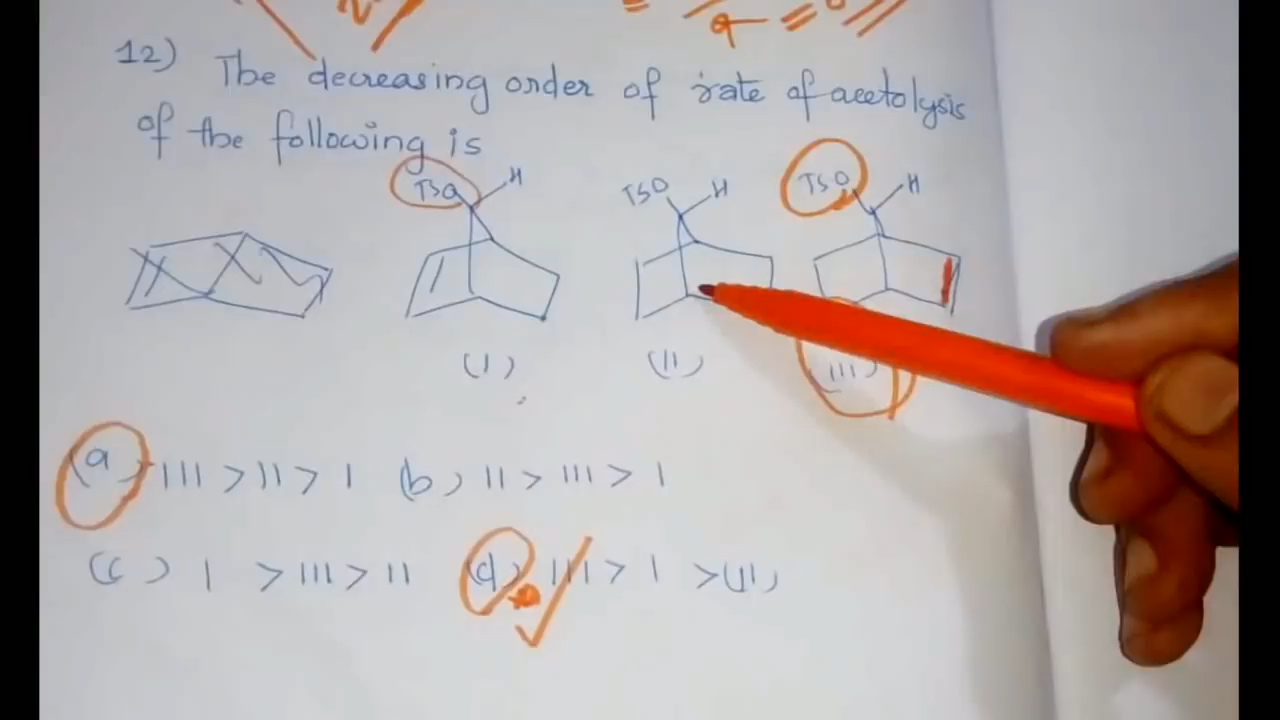 12) The decreasing order of rate of acetolysis
of the following is
TSO H TSO H TSO H
(I) (II) (III)
(a) III > II > I (b) II > III > I
(c) I > III > II (d) III > I > (II)